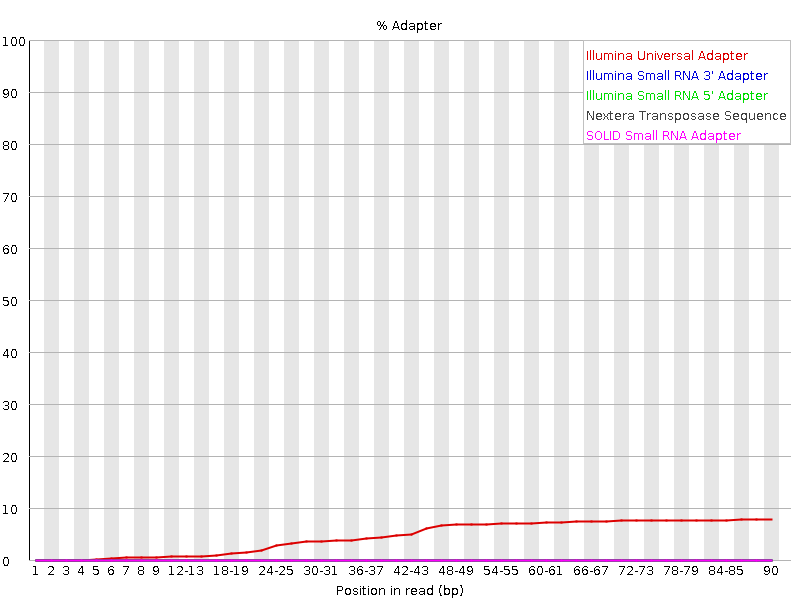 % Adapter
100
90
80
70
60
50
40
30
20
10
0
Illumina Universal Adapter
Illumina Small RNA 3' Adapter
Illumina Small RNA 5' Adapter
Nextera Transposase Sequence
SOLID Small RNA Adapter
1 2 3 4 5 6 7 8 9 12-13 18-19 24-25 30-31 36-37 42-43 48-49 54-55 60-61 66-67 72-73 78-79 84-85 90
Position in read (bp)